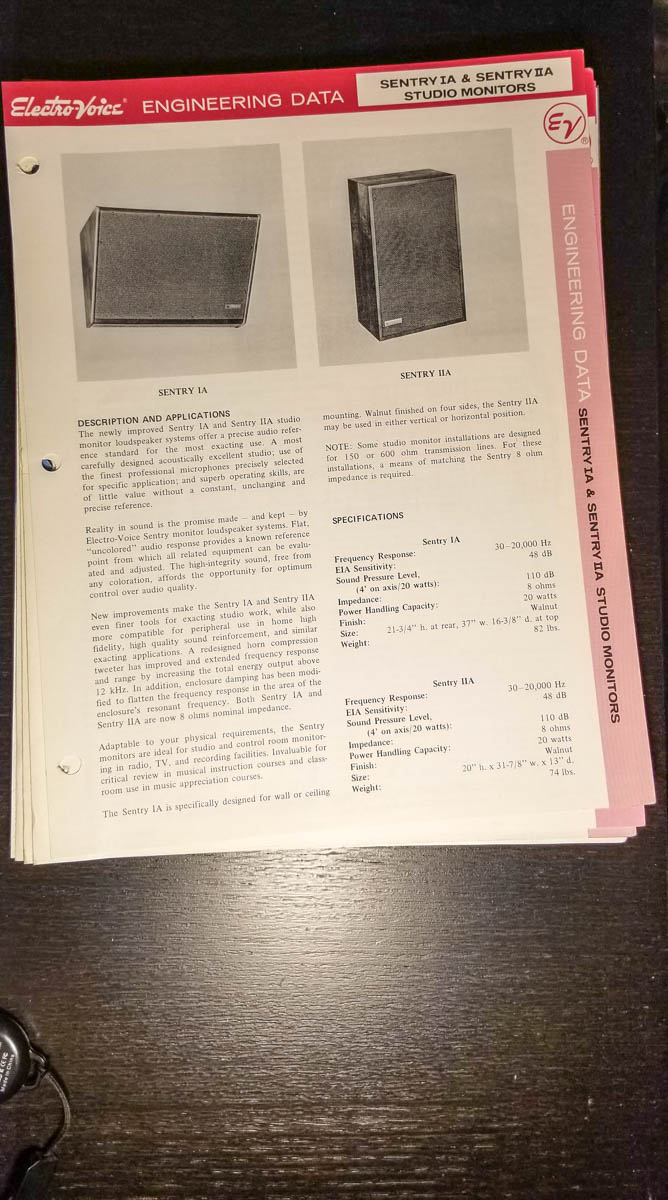 Electro-Voice® ENGINEERING DATA
SENTRY IA & SENTRY IIA
STUDIO MONITORS
EV®
ENGINEERING DATA SENTRY IA & SENTRY IIA STUDIO MONITORS
SENTRY IA
SENTRY IIA
DESCRIPTION AND APPLICATIONS
The newly improved Sentry IA and Sentry IIA studio
monitor loudspeaker systems offer a precise audio refer-
ence standard for the most exacting use. A most
carefully designed acoustically excellent studio; use of
the finest professional microphones precisely selected
for specific application; and superb operating skills, are
of little value without a constant, unchanging and
precise reference.
Reality in sound is the promise made – and kept – by
Electro-Voice Sentry monitor loudspeaker systems. Flat,
"uncolored" audio response provides a known reference
point from which all related equipment can be evalu-
ated and adjusted. The high-integrity sound, free from
any coloration, affords the opportunity for optimum
control over audio quality.
New improvements make the Sentry IA and Sentry IIA
even finer tools for exacting studio work, while also
more compatible for peripheral use in home high
fidelity, high quality sound reinforcement, and similar
exacting applications. A redesigned horn compression
tweeter has improved and extended frequency response
and range by increasing the total energy output above
12 kHz. In addition, enclosure damping has been modi-
fied to flatten the frequency response in the area of the
enclosure's resonant frequency. Both Sentry IA and
Sentry IIA are now 8 ohms nominal impedance.
Adaptable to your physical requirements, the Sentry
monitors are ideal for studio and control room monitor-
ing in radio, TV, and recording facilities. Invaluable for
critical review in musical instruction courses and class-
room use in music appreciation courses.
The Sentry IA is specifically designed for wall or ceiling
mounting. Walnut finished on four sides, the Sentry IIA
may be used in either vertical or horizontal position.
NOTE: Some studio monitor installations are designed
for 150 or 600 ohm transmission lines. For these
installations, a means of matching the Sentry 8 ohm
impedance is required.
SPECIFICATIONS
Sentry IA
Frequency Response: 30–20,000 Hz
EIA Sensitivity: 48 dB
Sound Pressure Level,
(4' on axis/20 watts): 110 dB
Impedance: 8 ohms
Power Handling Capacity: 20 watts
Finish: Walnut
Size: 21-3/4" h. at rear, 37" w. 16-3/8" d. at top
Weight: 82 lbs.
Sentry IIA
Frequency Response: 30–20,000 Hz
EIA Sensitivity: 48 dB
Sound Pressure Level,
(4' on axis/20 watts): 110 dB
Impedance: 8 ohms
Power Handling Capacity: 20 watts
Finish: Walnut
Size: 20" h. x 31-7/8" w. x 13" d.
Weight: 74 lbs.
Made in China